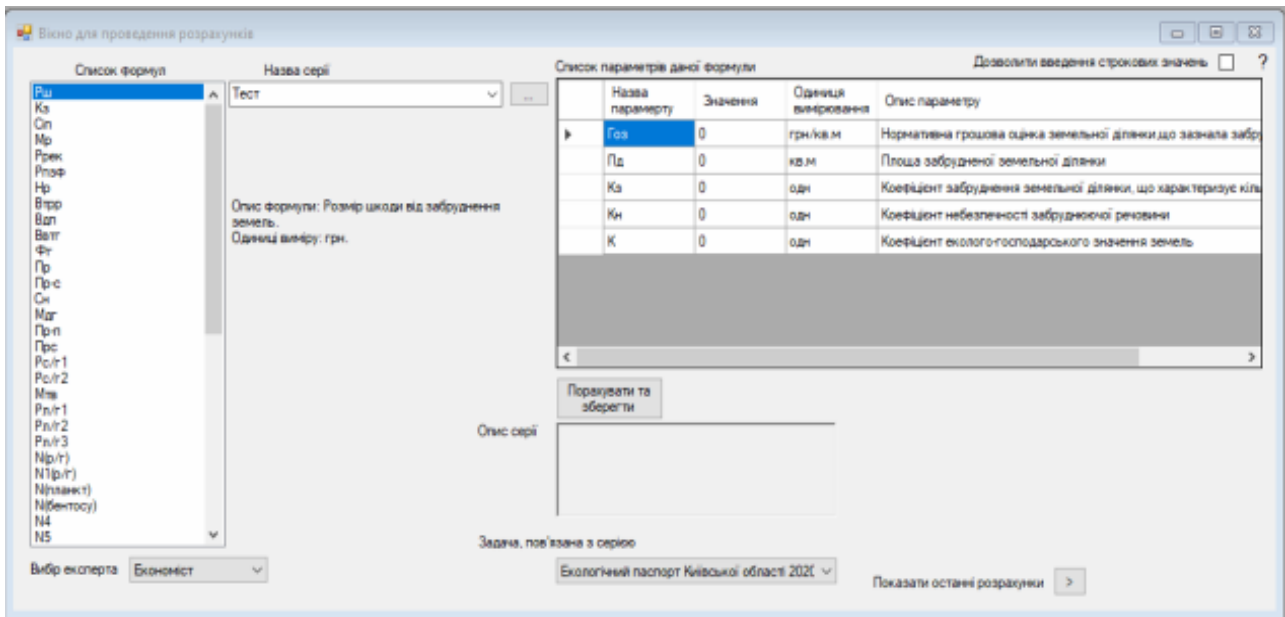 Вікно для проведення розрахунків
Список формул
Рш
Кз
Сіп
Мр
Ррек
Рпзф
Нр
Втрр
Вдп
Ватг
Фг
Пр
Пр-с
Сн
Мдг
Пр-п
Прс
Рс/г1
Рс/г2
Мтв
Рл/г1
Рл/г2
Рл/г3
N(р/г)
N1(р/г)
N(планкт)
N(бентосу)
N4
N5
Назва серії
Тест
...
Опис формули: Розмір шкоди від забруднення
земель.
Одиниці виміру: грн.
Список параметрів даної формули
Дозволити введення строкових значень
?
Назва парамерту Значення Одиниця вимірювання Опис параметру
Гоз 0 грн/кв.м Нормативна грошова оцінка земельної ділянки,що зазнала забру
Пд 0 кв.м Площа забрудненої земельної ділянки
Кз 0 одн Коефіцієнт забруднення земельної ділянки, що характеризує кіль
Кн 0 одн Коефіцієнт небезпечності забруднюючої речовини
К 0 одн Коефіцієнт еколого-господарського значення земель
Порахувати та
зберегти
Опис серії
Задача, пов'язана з серією
Вибір експерта Економіст
Екологічний паспорт Київської області 2020
Показати останні розрахунки >